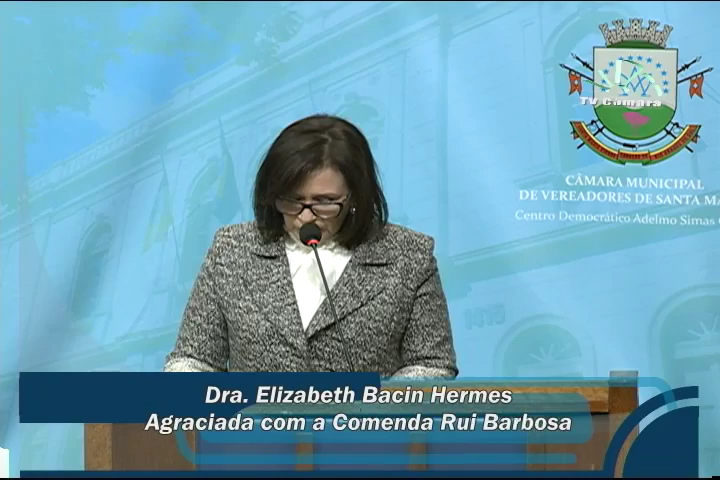 TV Câmara
CÂMARA MUNICIPAL
DE VEREADORES DE SANTA MA
Centro Democrático Adelmo Simas
Dra. Elizabeth Bacin Hermes
Agraciada com a Comenda Rui Barbosa